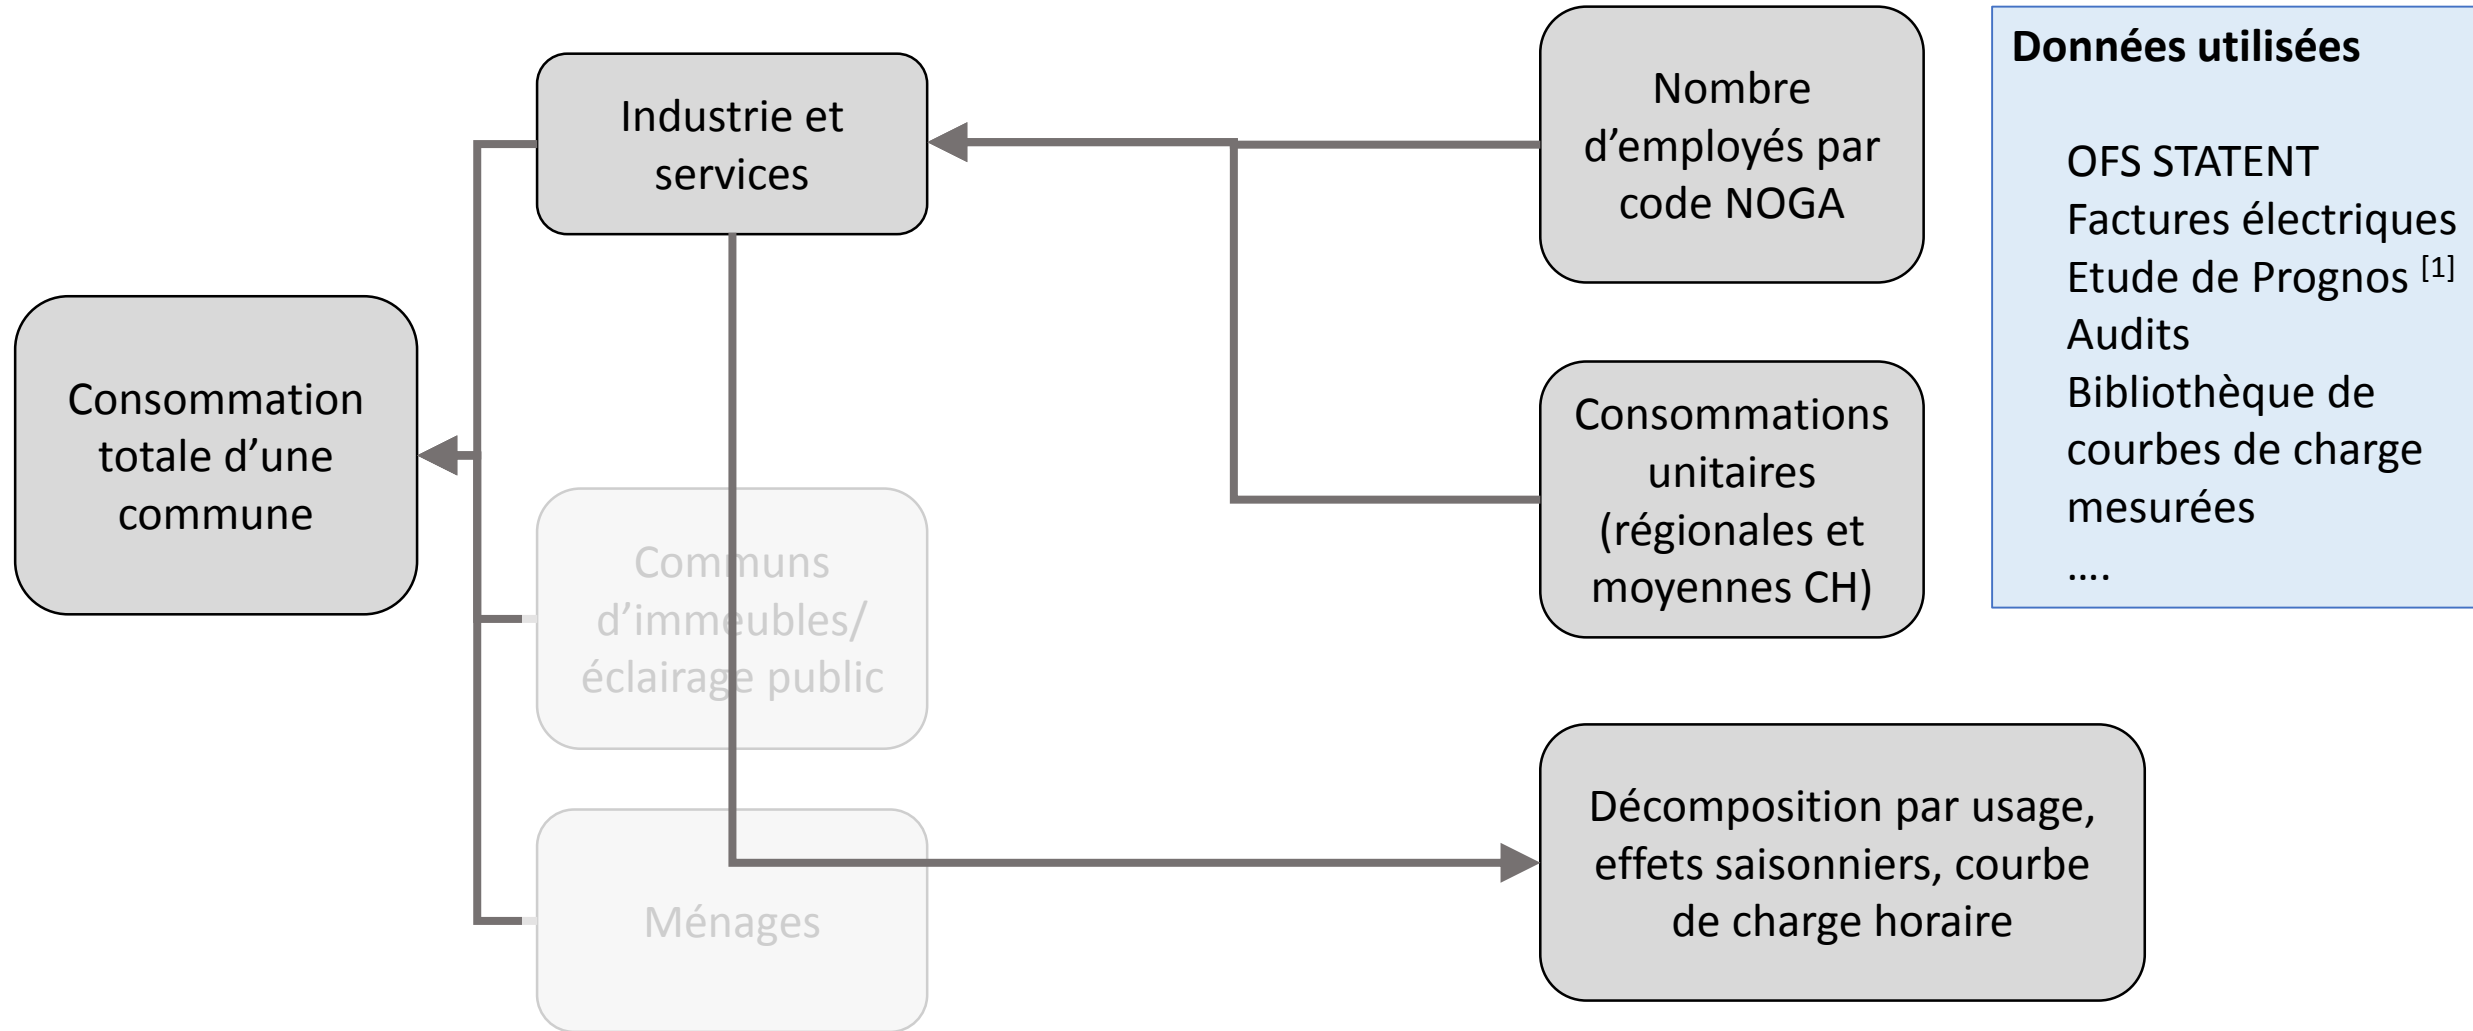 Industrie et
services
Consommation
totale d’une
commune
Communs
d’immeubles/
éclairage public
Ménages
Nombre
d’employés par
code NOGA
Consommations
unitaires
(régionales et
moyennes CH)
Décomposition par usage,
effets saisonniers, courbe
de charge horaire
Données utilisées
OFS STATENT
Factures électriques
Etude de Prognos [1]
Audits
Bibliothèque de
courbes de charge
mesurées
....